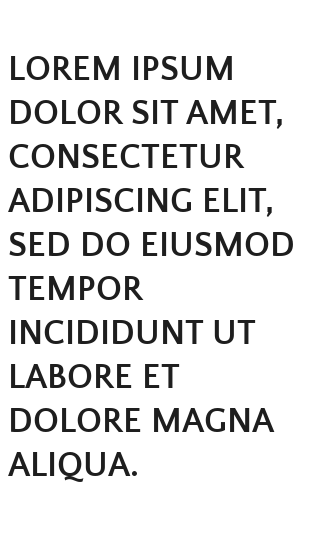 LOREM IPSUM
DOLOR SIT AMET,
CONSECTETUR
ADIPISCING ELIT,
SED DO EIUSMOD
TEMPOR
INCIDIDUNT UT
LABORE ET
DOLORE MAGNA
ALIQUA.